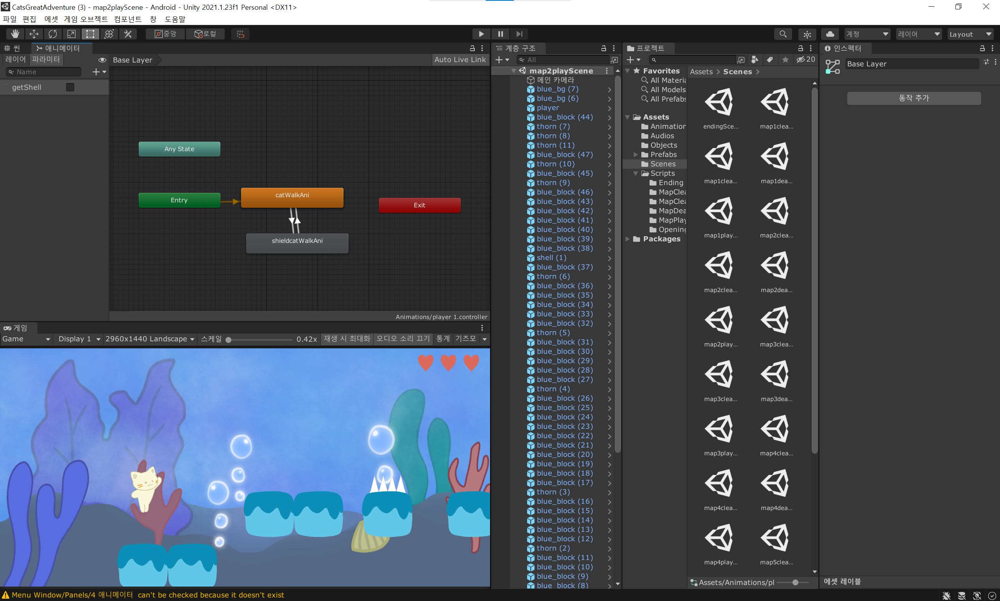 CatsGreatAdventure (3) - map2playScene - Android - Unity 2021.1.23f1 Personal <DX11>
파일 편집 에셋 게임 오브젝트 컴포넌트 창 도움말
중앙 로컬 계정 레이어 Layout
씬 애니메이터
레이어 파라미터 Base Layer Auto Live Link
Name
getShell
Any State
Entry
catWalkAni
Exit
shieldcatWalkAni
Animations/player 1.controller
게임
Game Display 1 2960x1440 Landscape 스케일 0.42x 재생 시 최대화 오디오 소리 끄기 통계 기즈모
계층 구조
All
map2playScene
메인 카메라
blue_bg (7)
blue_bg (6)
player
blue_block (44)
thorn (7)
thorn (8)
thorn (11)
blue_block (47)
thorn (10)
blue_block (45)
thorn (9)
blue_block (46)
blue_block (43)
blue_block (42)
blue_block (41)
blue_block (40)
blue_block (39)
blue_block (38)
shell (1)
blue_block (37)
thorn (6)
blue_block (36)
blue_block (35)
blue_block (34)
blue_block (33)
blue_block (32)
thorn (5)
blue_block (31)
blue_block (30)
blue_block (29)
blue_block (28)
blue_block (27)
thorn (4)
blue_block (26)
blue_block (25)
blue_block (24)
blue_block (23)
blue_block (22)
blue_block (21)
blue_block (20)
blue_block (19)
blue_block (18)
blue_block (17)
thorn (3)
blue_block (16)
blue_block (15)
blue_block (14)
blue_block (13)
blue_block (12)
thorn (2)
blue_block (11)
blue_block (10)
blue_block (9)
blue_block (8)
프로젝트
20
Favorites
All Materia
All Models
All Prefabs
Assets
Animation
Audios
Objects
Prefabs
Scenes
Scripts
Ending
MapClea
MapClea
MapDea
MapPlay
Opening
Packages
Assets > Scenes >
endingSce... map1clea...
map1clea... map1dea...
map1play... map2clea...
map2clea... map2dea...
map2play... map3clea...
map3clea... map3dea...
map3play... map4clea...
map4clea... map4dea...
map4play... map5clea...
Assets/Animations/pl
인스펙터
Base Layer
동작 추가
에셋 레이블
Menu Window/Panels/4 애니메이터 can't be checked because it doesn't exist